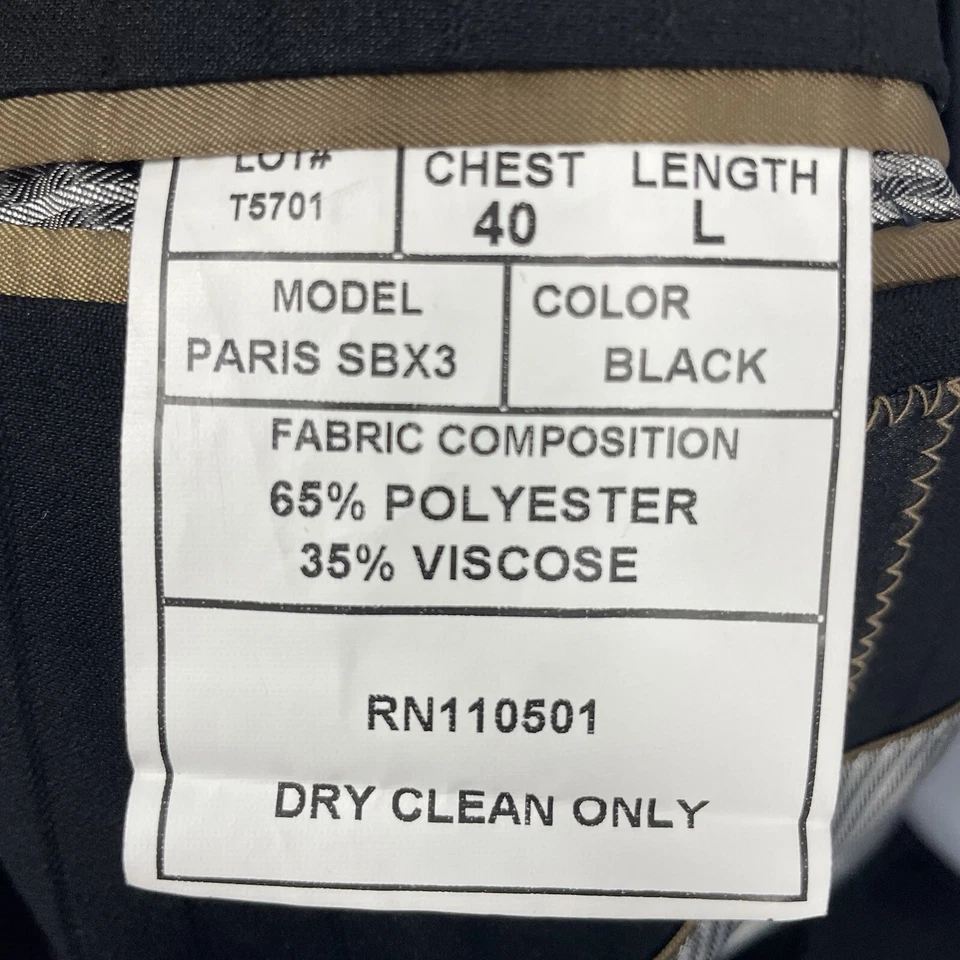 LOT#
T5701
CHEST LENGTH
40 L
MODEL
PARIS SBX3
COLOR
BLACK
FABRIC COMPOSITION
65% POLYESTER
35% VISCOSE
RN110501
DRY CLEAN ONLY